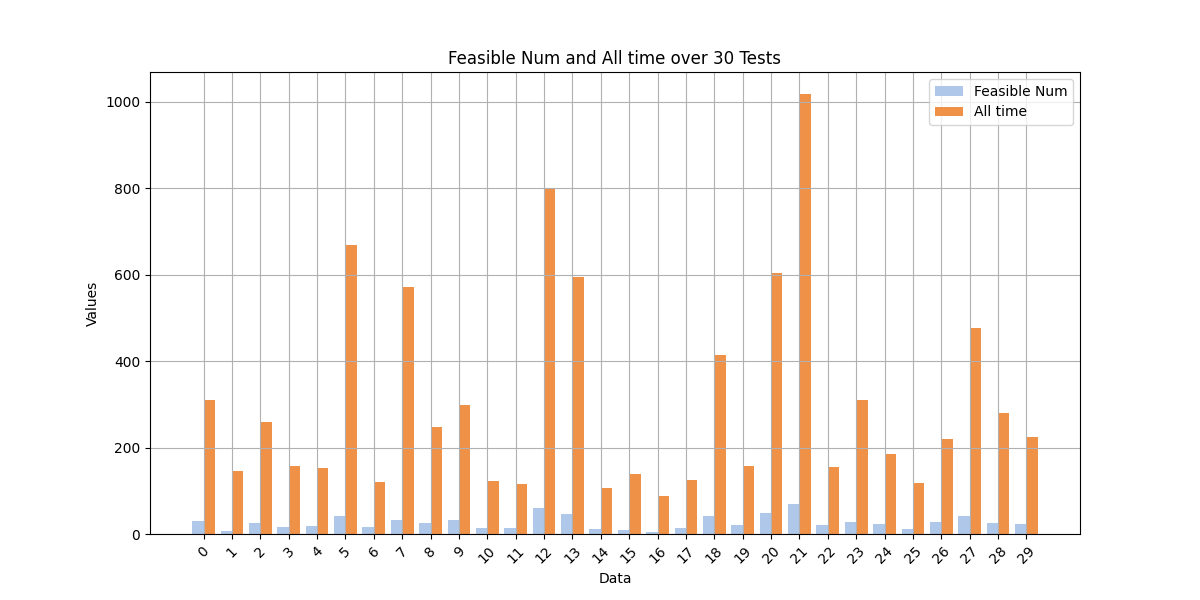 Feasible Num and All time over 30 Tests
Feasible Num
All time
Values
1000
800
600
400
200
0
0 1 2 3 4 5 6 7 8 9 10 11 12 13 14 15 16 17 18 19 20 21 22 23 24 25 26 27 28 29
Data